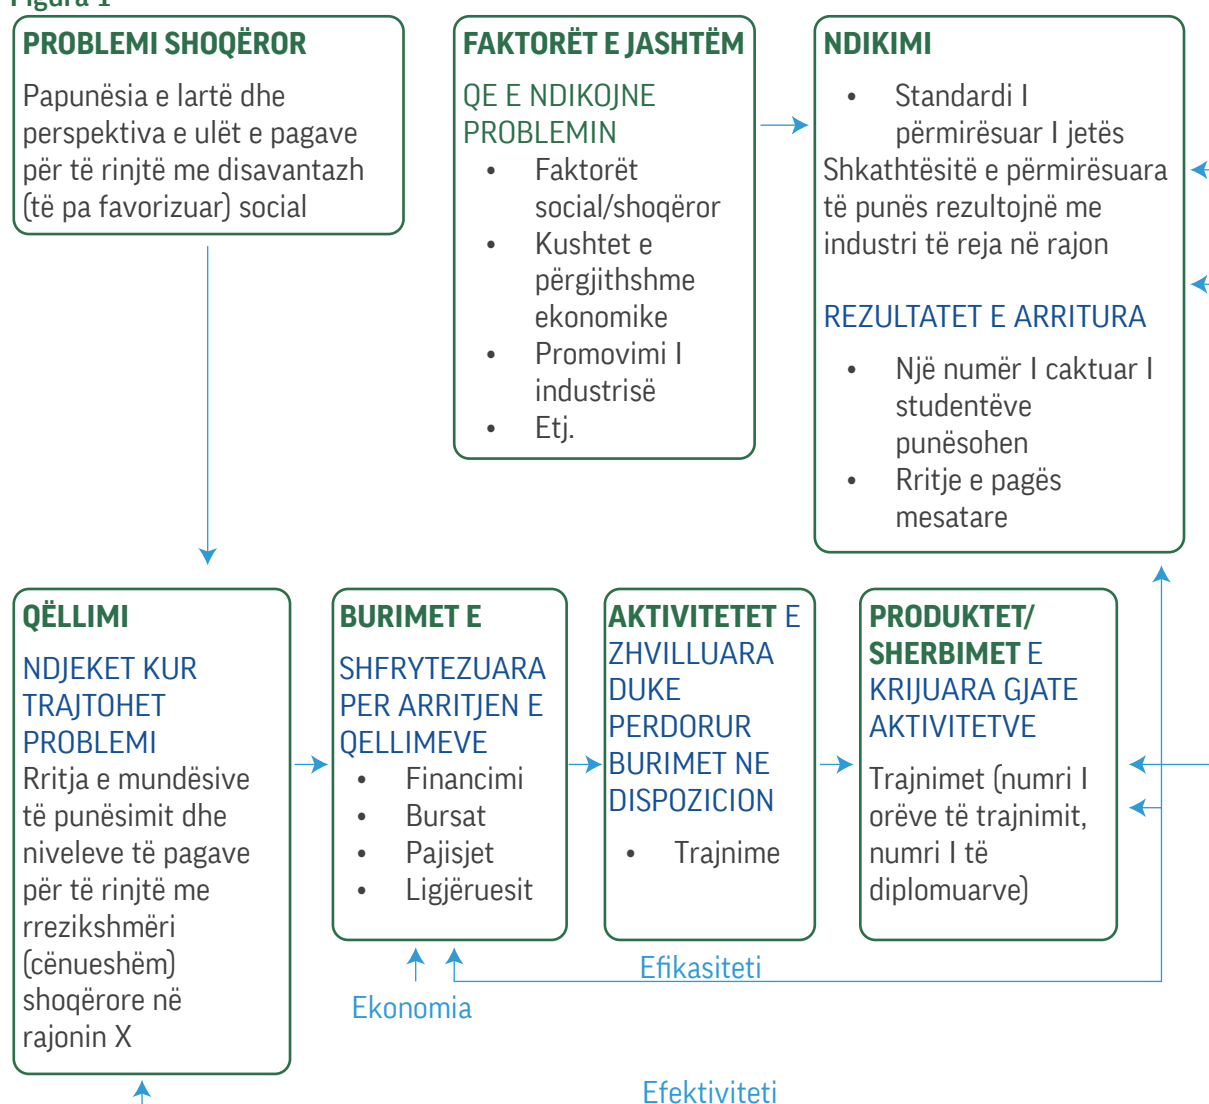 Figura 1
PROBLEMI SHOQËROR
Papunësia e lartë dhe
perspektiva e ulët e pagave
për të rinjtë me disavantazh
(të pa favorizuar) social
FAKTORËT E JASHTËM
QE E NDIKOJNE
PROBLEMIN
• Faktorët
social/shoqëror
• Kushtet e
përgjithshme
ekonomike
• Promovimi I
industrisë
• Etj.
NDIKIMI
• Standardi I
përmirësuar I jetës
Shkathtësitë e përmirësuara
të punës rezultojnë me
industri të reja në rajon
REZULTATET E ARRITURA
• Një numër I caktuar I
studentëve
punësohen
• Rritje e pagës
mesatare
QËLLIMI
NDJEKET KUR
TRAJTOHET
PROBLEMI
Rritja e mundësive
të punësimit dhe
niveleve të pagave
për të rinjtë me
rrezikshmëri
(cënueshëm)
shoqërore në
rajonin X
BURIMET E
SHFRYTEZUARA
PER ARRITJEN E
QELLIMEVE
• Financimi
• Bursat
• Pajisjet
• Ligjëruesit
AKTIVITETET E
ZHVILLUARA
DUKE
PERDORUR
BURIMET NE
DISPOZICION
• Trajnime
PRODUKTET/
SHERBIMET E
KRIJUARA GJATE
AKTIVITETVE
Trajnimet (numri I
orëve të trajnimit,
numri I të
diplomuarve)
Efikasiteti
Ekonomia
Efektiviteti